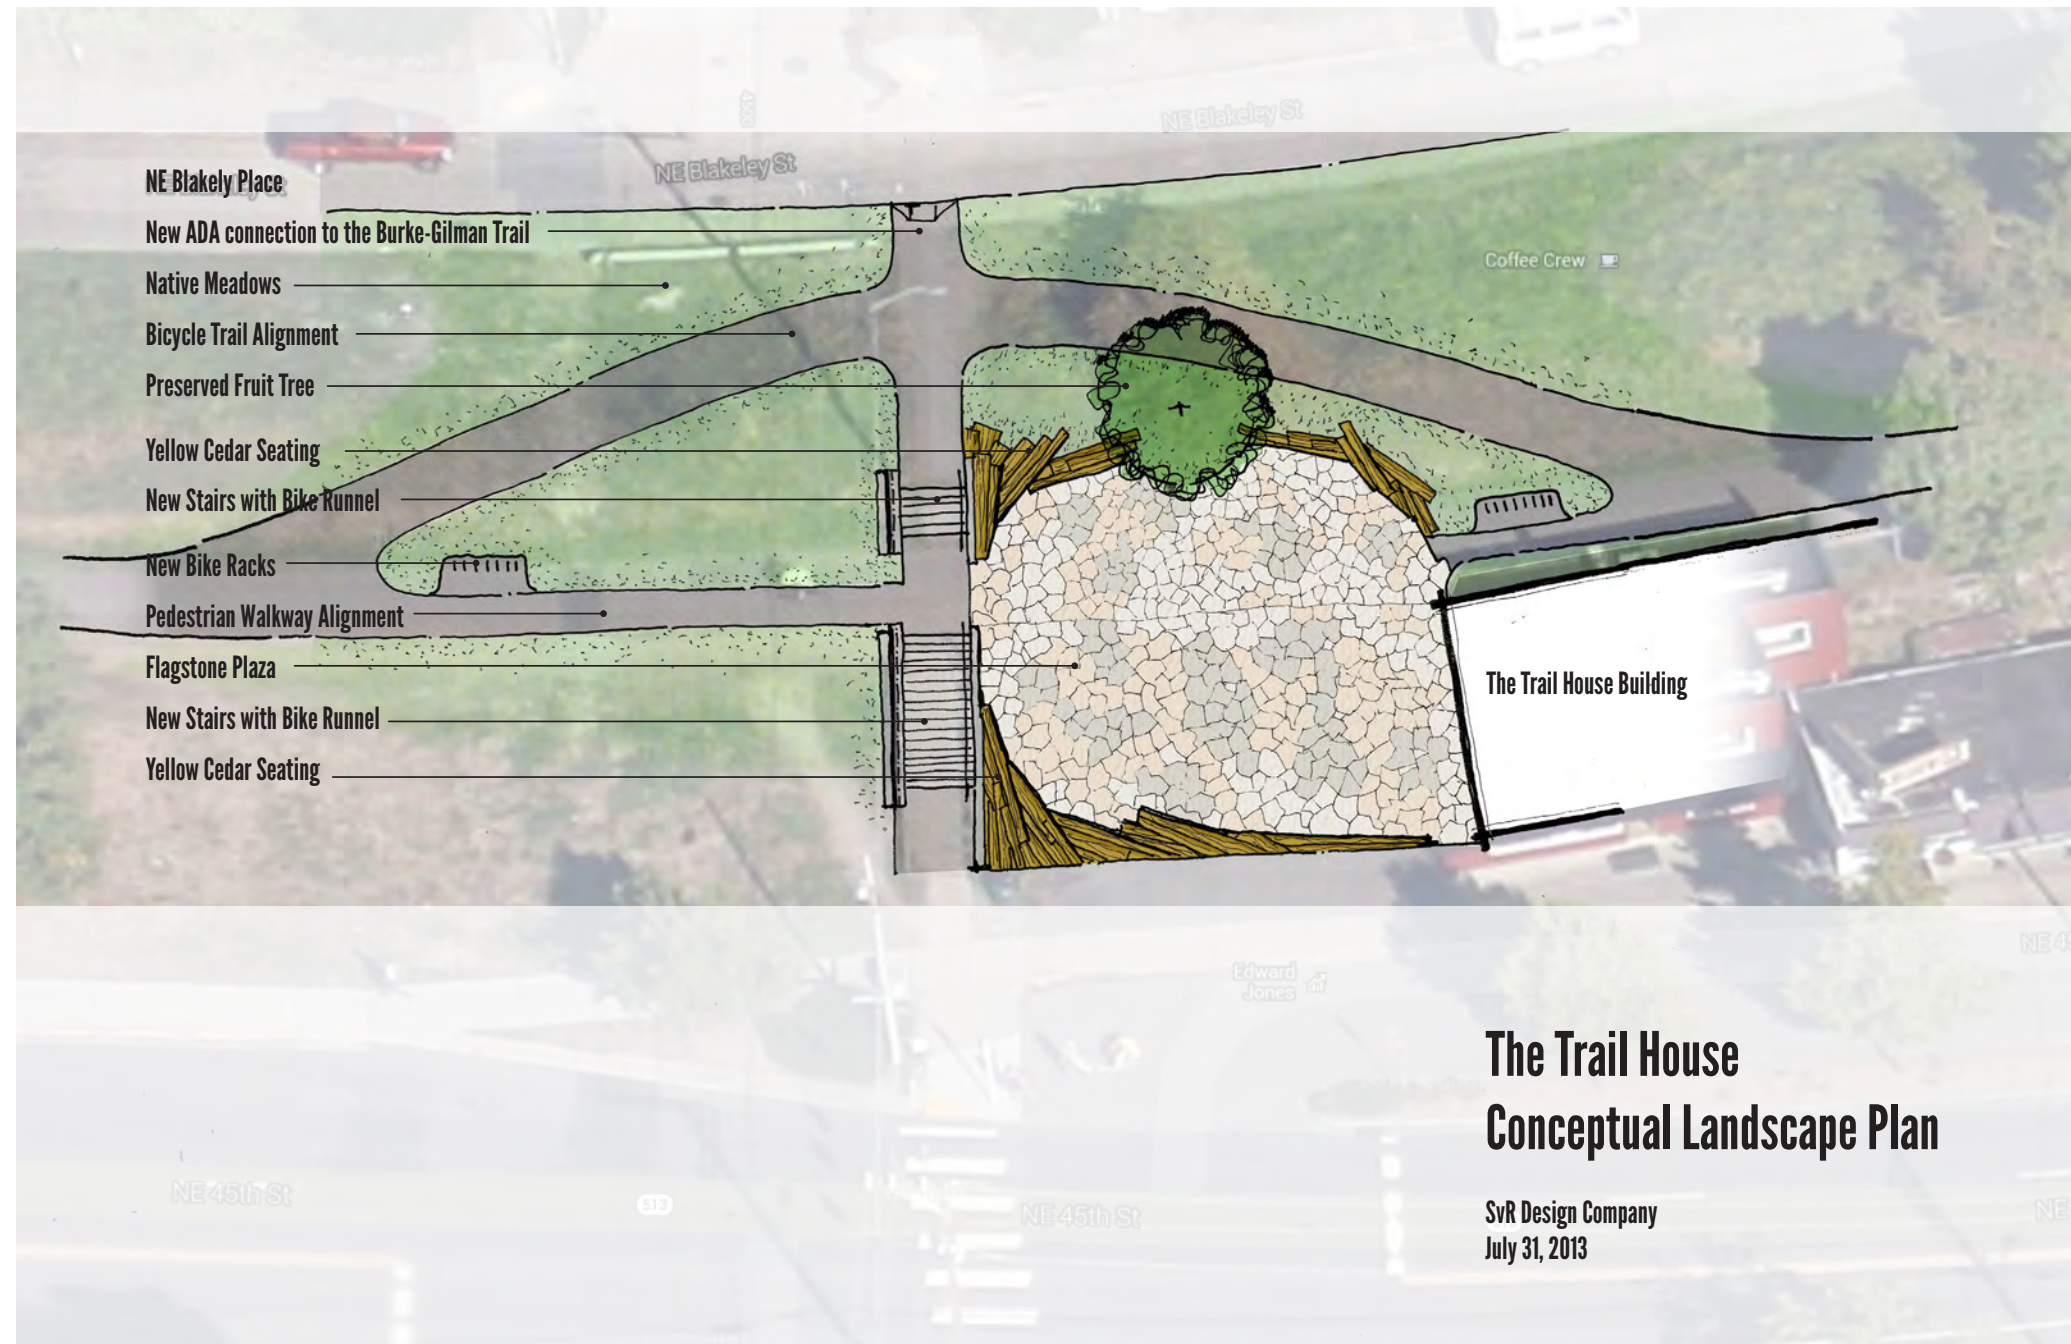 4599
NE Blakeley St
NE Blakeley St
NE Blakely Place
New ADA connection to the Burke-Gilman Trail
Coffee Crew
Native Meadows
Bicycle Trail Alignment
Preserved Fruit Tree
Yellow Cedar Seating
New Stairs with Bike Runnel
New Bike Racks
Pedestrian Walkway Alignment
Flagstone Plaza
The Trail House Building
New Stairs with Bike Runnel
Yellow Cedar Seating
Edward
Jones
The Trail House
Conceptual Landscape Plan
NE 45th St
513
NE 45th St
SvR Design Company
July 31, 2013